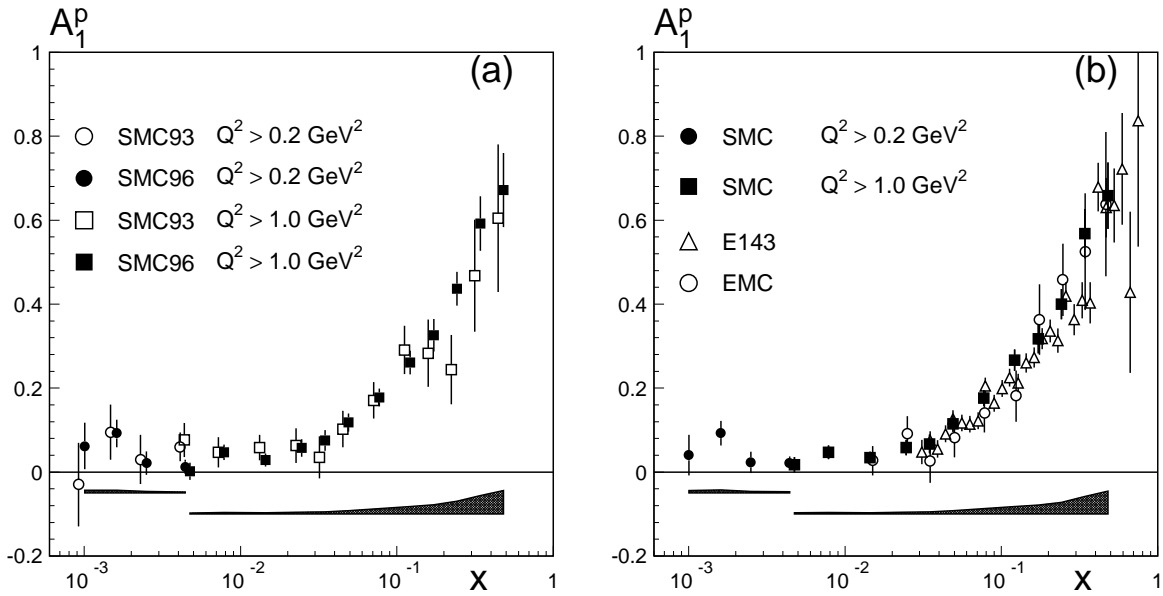 A₁ᵖ
(a)
1
0.8
0.6
0.4
0.2
0
-0.2
SMC93 Q² > 0.2 GeV²
SMC96 Q² > 0.2 GeV²
SMC93 Q² > 1.0 GeV²
SMC96 Q² > 1.0 GeV²
10⁻³ 10⁻² 10⁻¹ X 1
A₁ᵖ
(b)
1
0.8
0.6
0.4
0.2
0
-0.2
SMC Q² > 0.2 GeV²
SMC Q² > 1.0 GeV²
E143
EMC
10⁻³ 10⁻² 10⁻¹ X 1